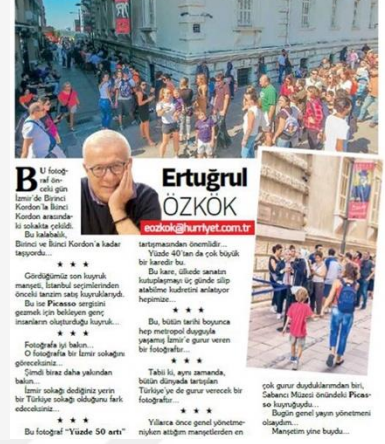 Ertuğrul
ÖZKÖK
eozkok@hurriyet.com.tr
BU fotoğ-
raf ön-
ceki gün
İzmir'de Birinci
Kordon'la İkinci
Kordon arasında-
ki sokakta çekildi.
Bu kalabalık,
Birinci ve İkinci Kordon'a kadar
taşıyordu...
★ ★ ★
Gördüğümüz son kuyruk
manşeti, İstanbul seçimlerinden
önceki tanzim satış kuyruklarıydı.
Bu ise Picasso sergisini
gezmek için bekleyen genç
insanların oluşturduğu kuyruk...
★ ★ ★
Fotoğrafa iyi bakın...
O fotoğrafta bir İzmir sokağını
göreceksiniz...
Şimdi biraz daha yakından
bakın...
İzmir sokağı dediğiniz yerin
bir Türkiye sokağı olduğunu fark
edeceksiniz...
★ ★ ★
Bu fotoğraf "Yüzde 50 artı"
tartışmasından önemlidir...
Yüzde 40'tan da çok büyük
bir karedir bu.
Bu kare, ülkede sanatın
kutuplaşmayı üç günde silip
atabilme kudretini anlatıyor
hepimize...
★ ★ ★
Bu, bütün tarihi boyunca
hep metropol duyguyla
yaşamış İzmir'e gurur veren
bir fotoğraftır...
★ ★ ★
Tabii ki, aynı zamanda,
bütün dünyada tartışılan
Türkiye'ye de gurur verecek bir
fotoğraftır...
★ ★ ★
Yıllarca önce genel yönetme-
niyken attığım manşetlerden en
çok gurur duyduklarımdan biri,
Sabancı Müzesi önündeki Picas-
so kuyruğuydu...
Bugün genel yayın yönetmeni
olsaydım...
Manşetim yine buydu...